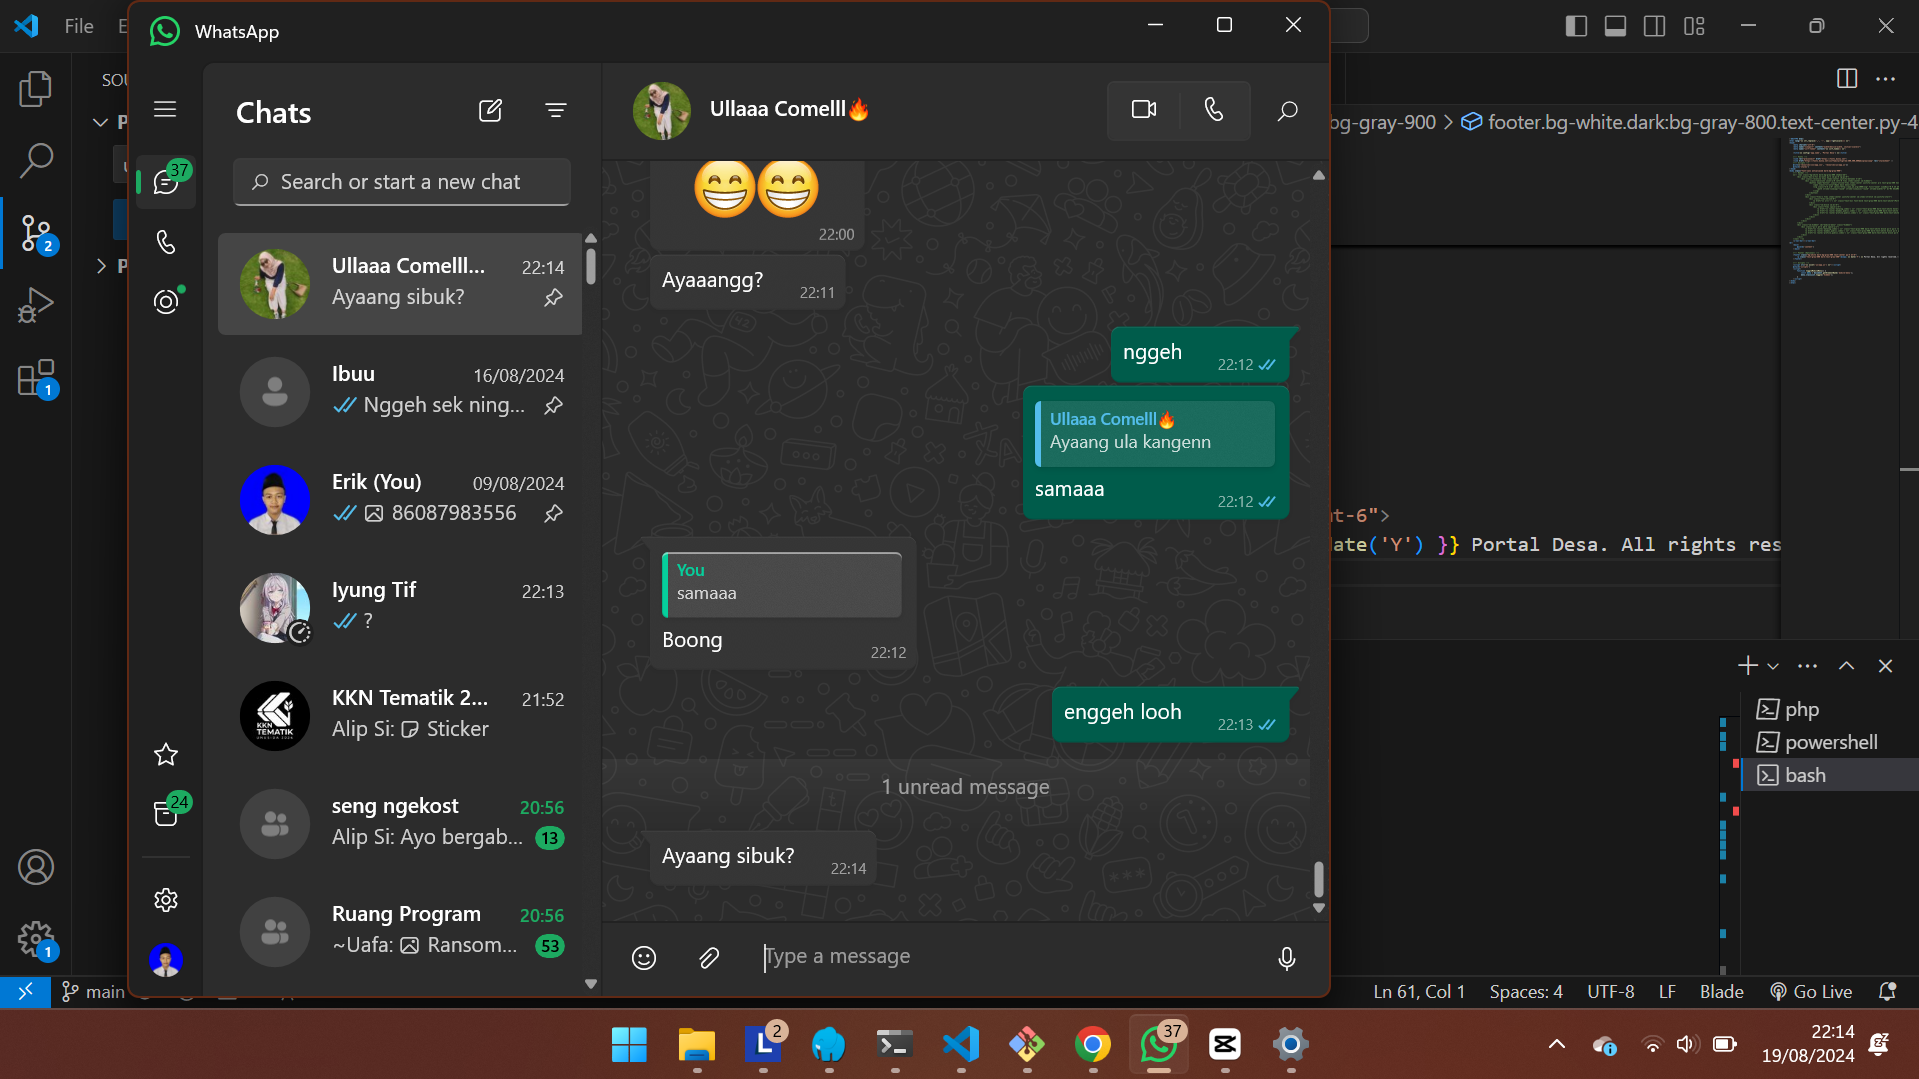 File
WhatsApp
Chats
Search or start a new chat
37
Ullaaa Comelll...
22:14
Ayaang sibuk?
Ibuu
16/08/2024
Nggeh sek ning...
Erik (You)
09/08/2024
86087983556
Iyung Tif
22:13
?
KKN Tematik 2...
21:52
Alip Si: Sticker
KKN
TEMATIK
seng ngekost
20:56
Alip Si: Ayo bergab...
13
Ruang Program
20:56
~Uafa: Ransom...
53
24
Ullaaa Comelll🔥
😁😁
22:00
Ayaaangg?
22:11
nggeh
22:12
Ullaaa Comelll🔥
Ayaang ula kangenn
samaaa
22:12
You
samaaa
Boong
22:12
enggeh looh
22:13
1 unread message
Ayaang sibuk?
22:14
Type a message
bg-gray-900 > footer.bg-white.dark:bg-gray-800.text-center.py-4
t-6">
ate('Y') }} Portal Desa. All rights res
php
powershell
bash
2
1
1
main
Ln 61, Col 1
Spaces: 4
UTF-8
LF
Blade
Go Live
2
37
22:14
19/08/2024